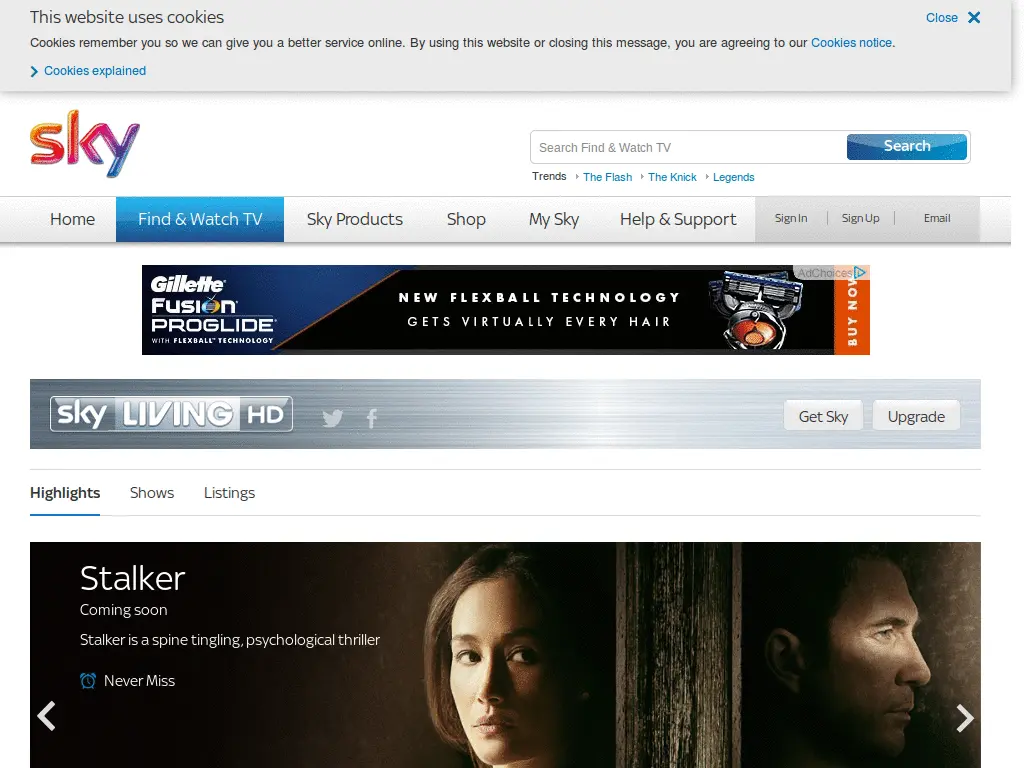 This website uses cookies
Close
Cookies remember you so we can give you a better service online. By using this website or closing this message, you are agreeing to our Cookies notice.
Cookies explained
sky
Search Find & Watch TV
Search
Trends The Flash The Knick Legends
Home Find & Watch TV Sky Products Shop My Sky Help & Support Sign In Sign Up Email
AdChoices
Gillette
FUSION
PROGLIDE
WITH FLEXBALL™ TECHNOLOGY
NEW FLEXBALL TECHNOLOGY
GETS VIRTUALLY EVERY HAIR
BUY NOW
sky LIVING HD
Get Sky Upgrade
Highlights Shows Listings
Stalker
Coming soon
Stalker is a spine tingling, psychological thriller
Never Miss